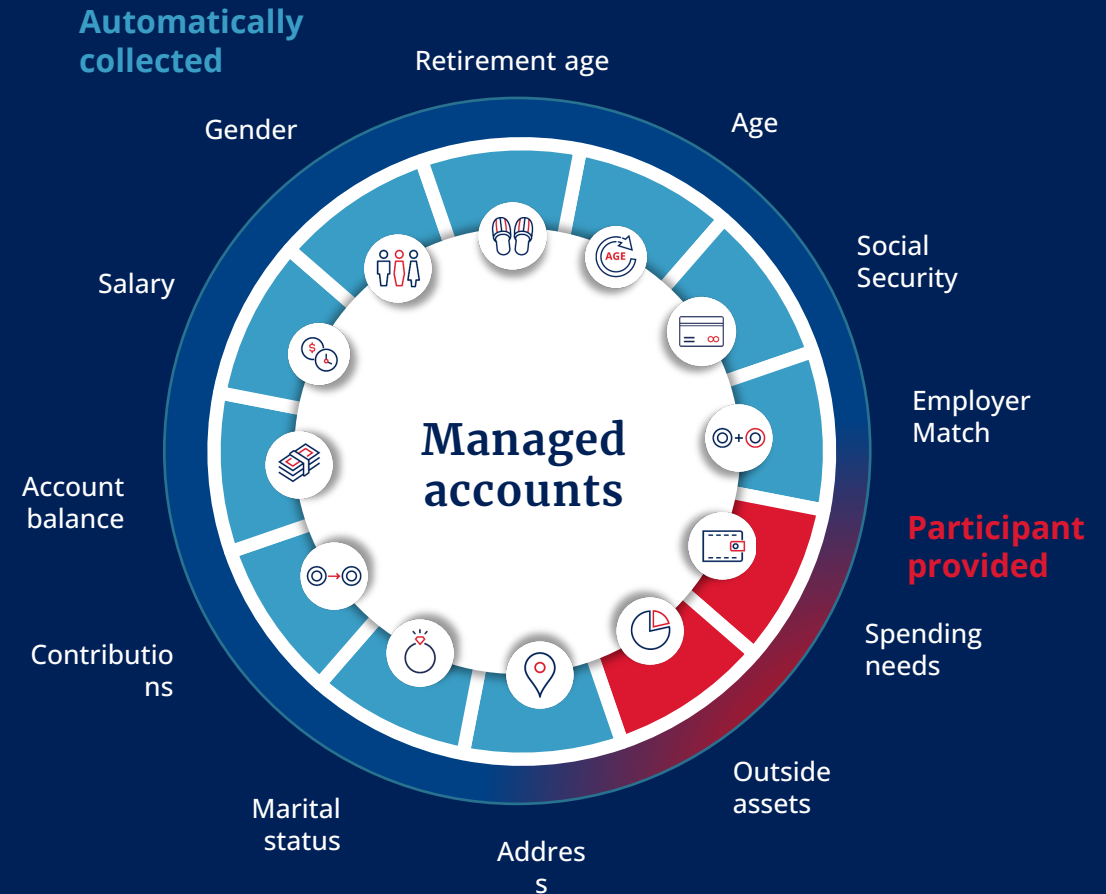 Automatically
collected
Retirement age
Gender
Age
Social
Security
Salary
AGE
$
Employer
Match
Managed
accounts
Account
balance
Participant
provided
Spending
needs
Contributio
ns
Outside
assets
Marital
status
Addres
s